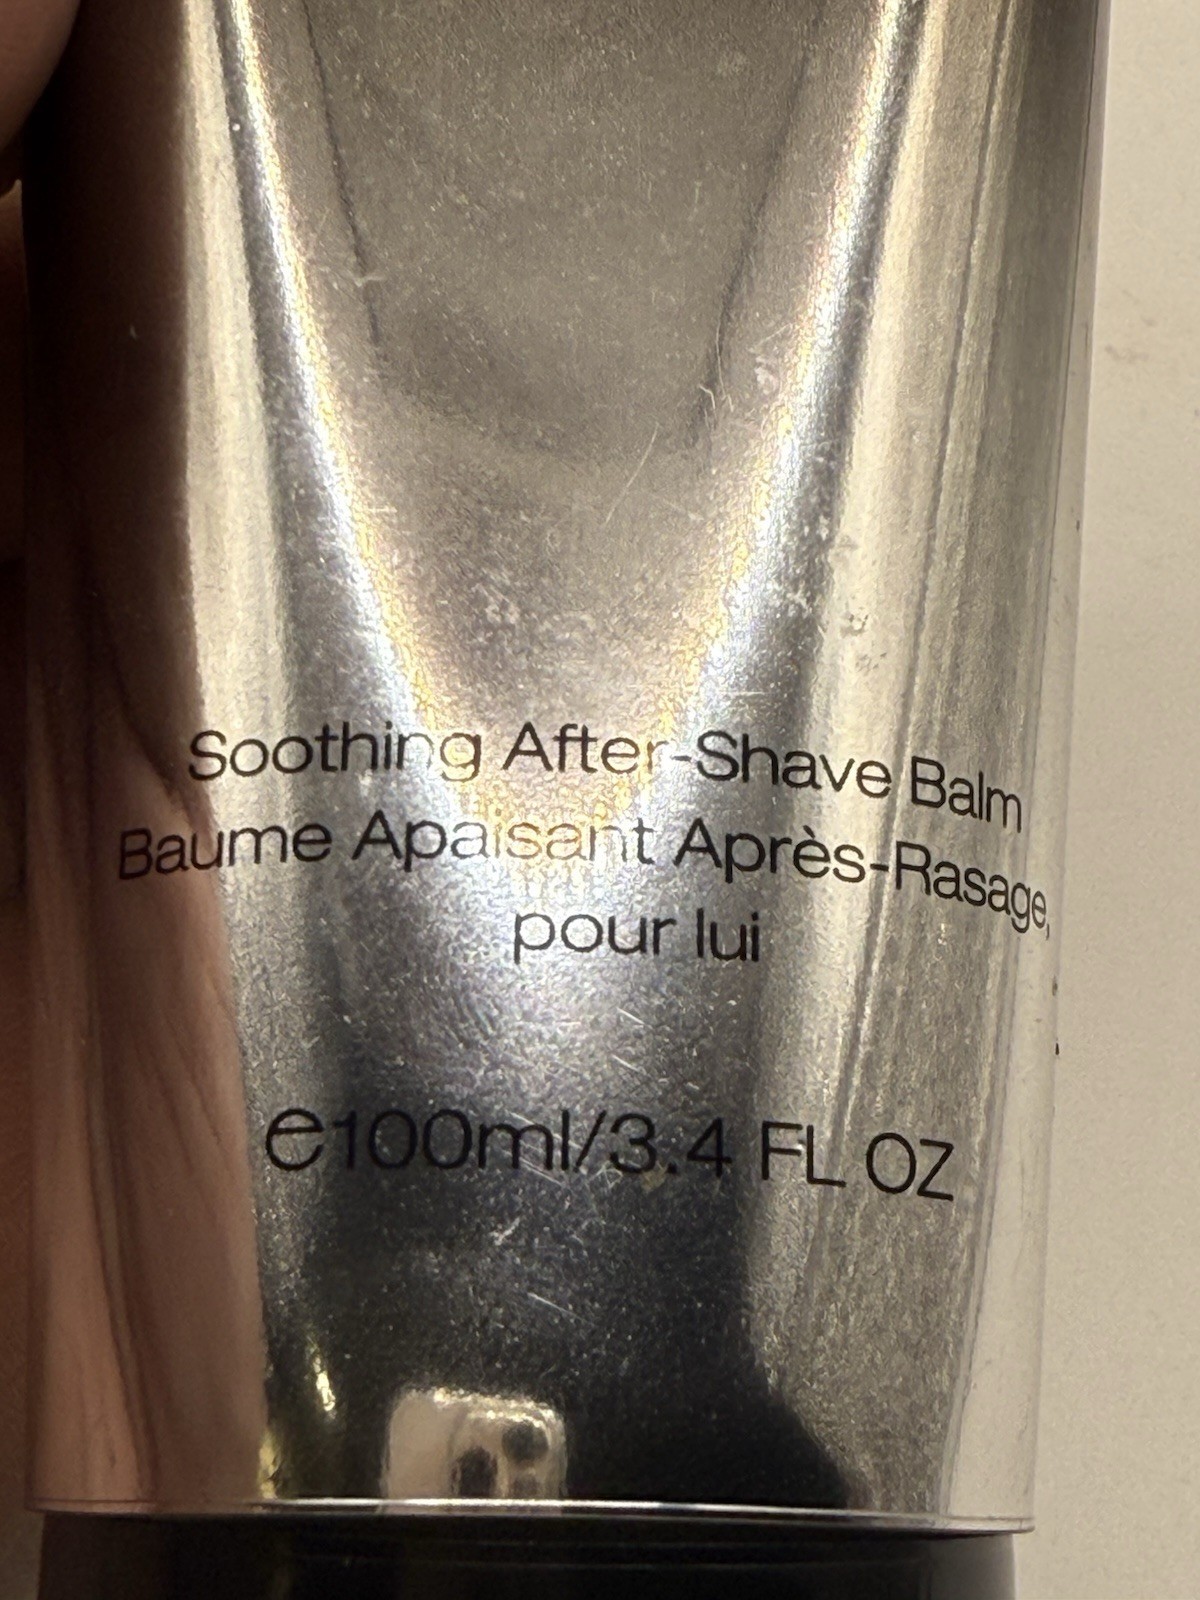 Soothing After-Shave Balm
Baume Apaisant Après-Rasage,
pour lui
℮100ml/3.4 FL OZ